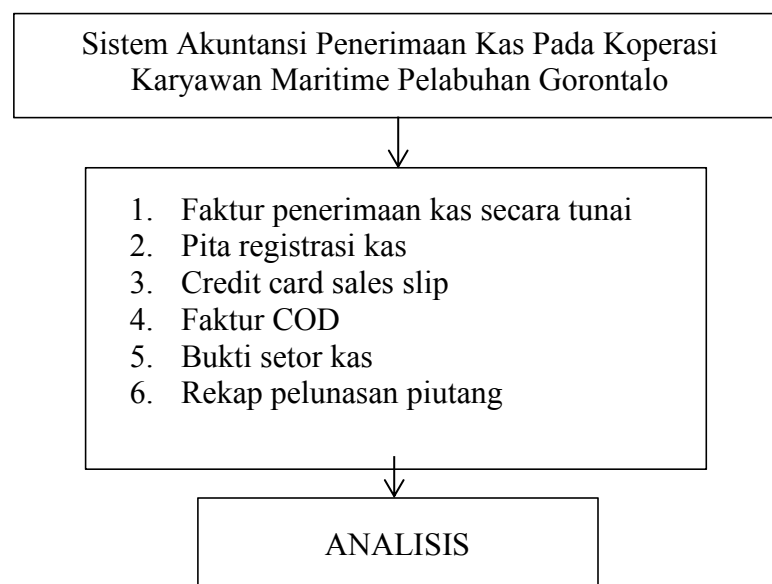 Sistem Akuntansi Penerimaan Kas Pada Koperasi
Karyawan Maritime Pelabuhan Gorontalo
1. Faktur penerimaan kas secara tunai
2. Pita registrasi kas
3. Credit card sales slip
4. Faktur COD
5. Bukti setor kas
6. Rekap pelunasan piutang
ANALISIS